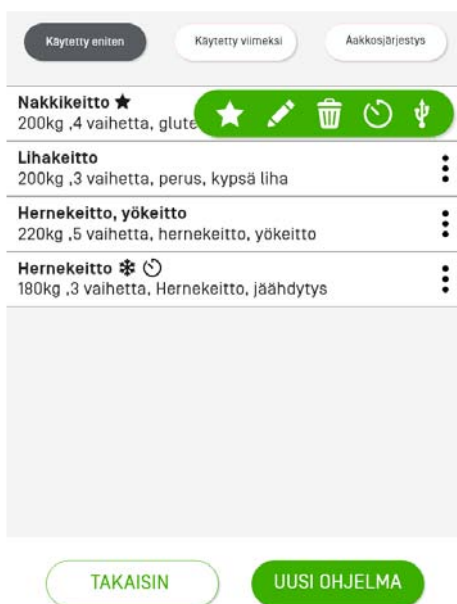 Käytetty eniten
Käytetty viimeksi
Aakkosjärjestys
Nakkikeitto
200kg ,4 vaihetta, glute
Lihakeitto
200kg ,3 vaihetta, perus, kypsä liha
Hernekeitto, yökeitto
220kg ,5 vaihetta, hernekeitto, yökeitto
Hernekeitto
180kg ,3 vaihetta, Hernekeitto, jäähdytys
TAKAISIN
UUSI OHJELMA